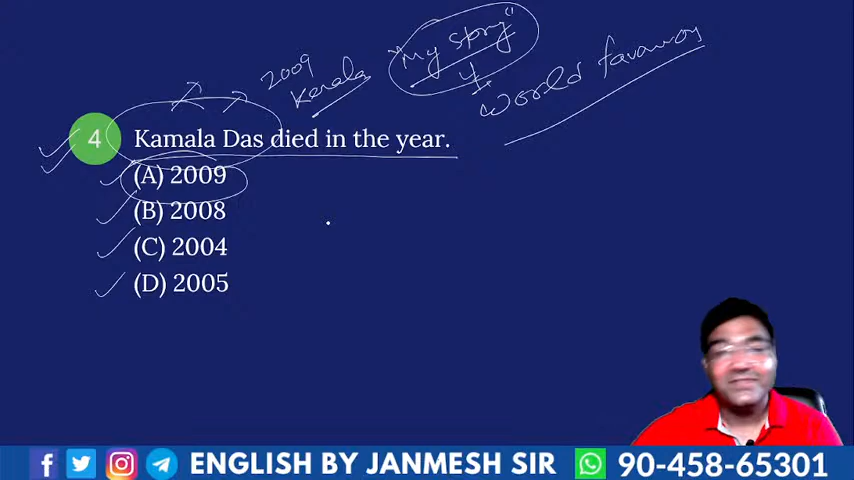 "My Story"
2009
Kerala
World favamoy
4 Kamala Das died in the year.
(A) 2009
(B) 2008
(C) 2004
(D) 2005
ENGLISH BY JANMESH SIR 90-458-65301